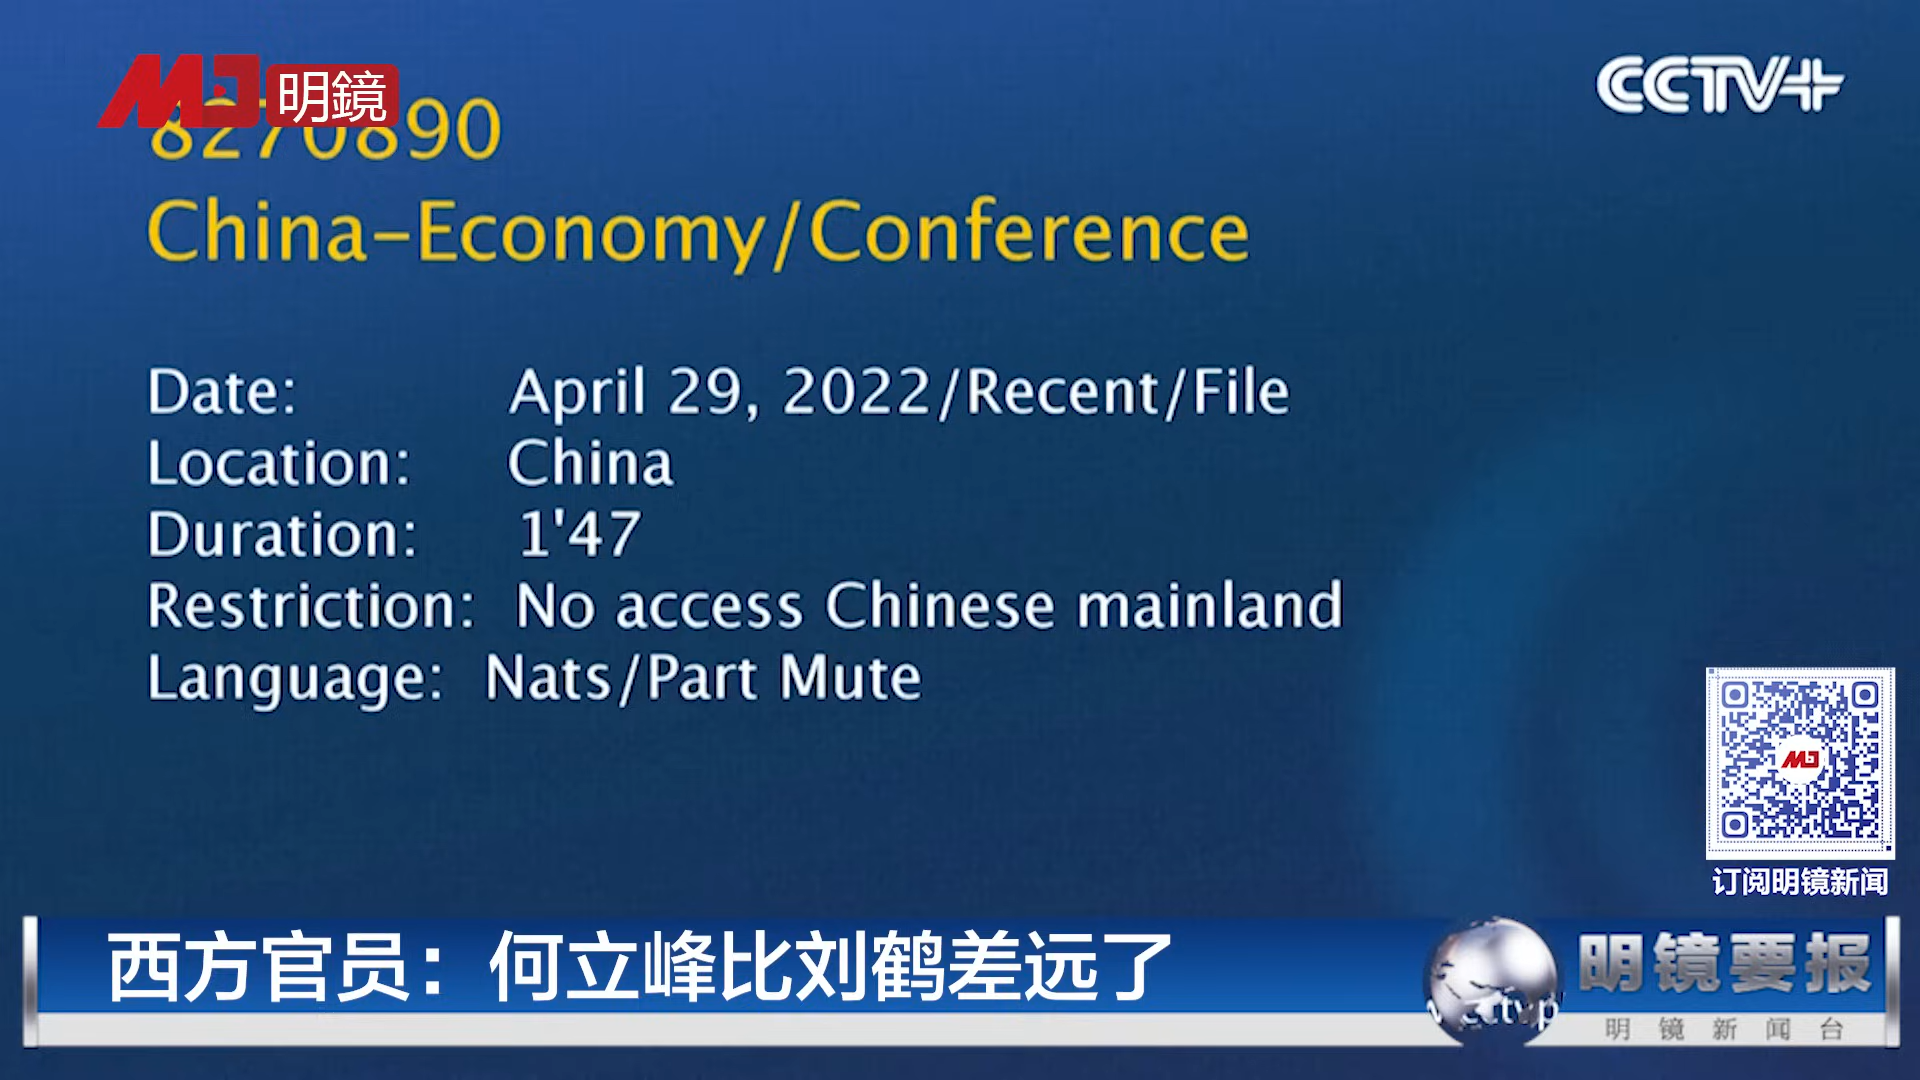 明鏡
CCTV+
8270890
China-Economy/Conference
Date: April 29, 2022/Recent/File
Location: China
Duration: 1'47
Restriction: No access Chinese mainland
Language: Nats/Part Mute
订阅明镜新闻
西方官员：何立峰比刘鹤差远了
明镜要报
明镜新闻台